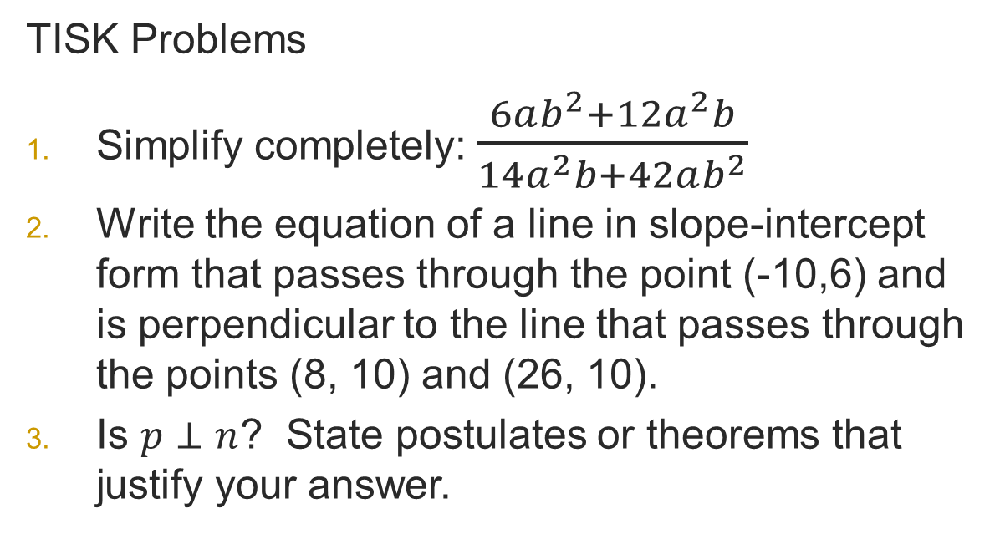 TISK Problems
1. Simplify completely: \frac{6ab^2+12a^2b}{14a^2b+42ab^2}
2. Write the equation of a line in slope-intercept
form that passes through the point (-10,6) and
is perpendicular to the line that passes through
the points (8, 10) and (26, 10).
3. Is p ⊥ n? State postulates or theorems that
justify your answer.